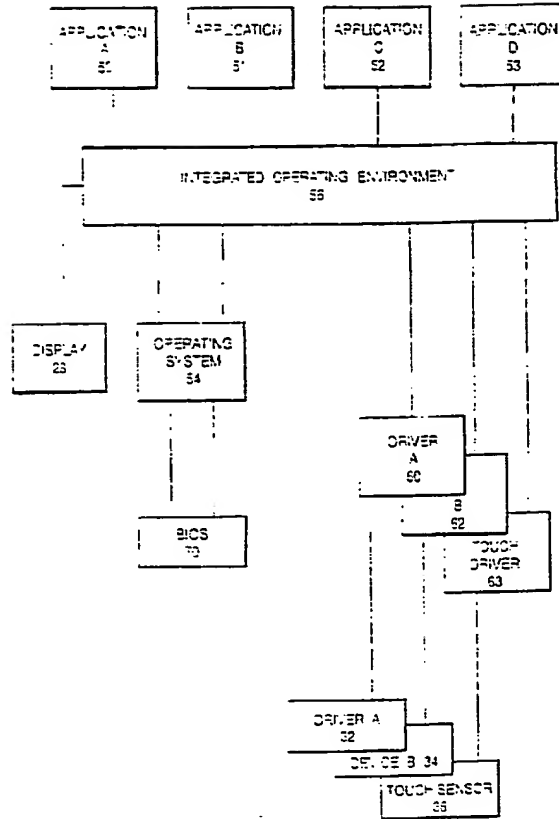 APPLICATION
A
50
APPLICATION
B
51
APPLICATION
C
52
APPLICATION
D
53
INTEGRATED OPERATING ENVIRONMENT
56
DISPLAY
28
OPERATING
SYSTEM
54
DRIVER
A
60
B
62
BIOS
70
TOUCH
DRIVER
63
DRIVER A
32
DEVICE B 34
TOUCH SENSOR
36